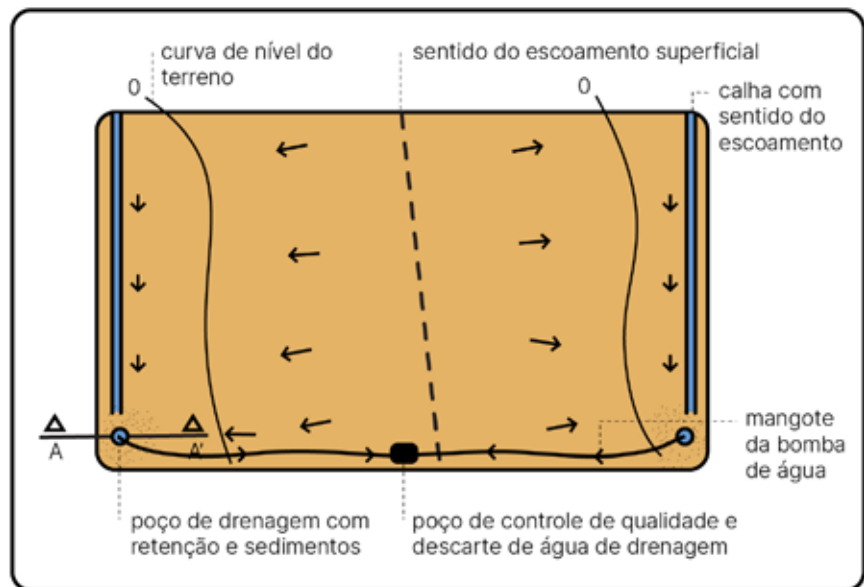 curva de nível do
terreno
sentido do escoamento superficial
0
0
calha com
sentido do
escoamento
A
A'
mangote
da bomba
de água
poço de drenagem com
retenção e sedimentos
poço de controle de qualidade e
descarte de água de drenagem